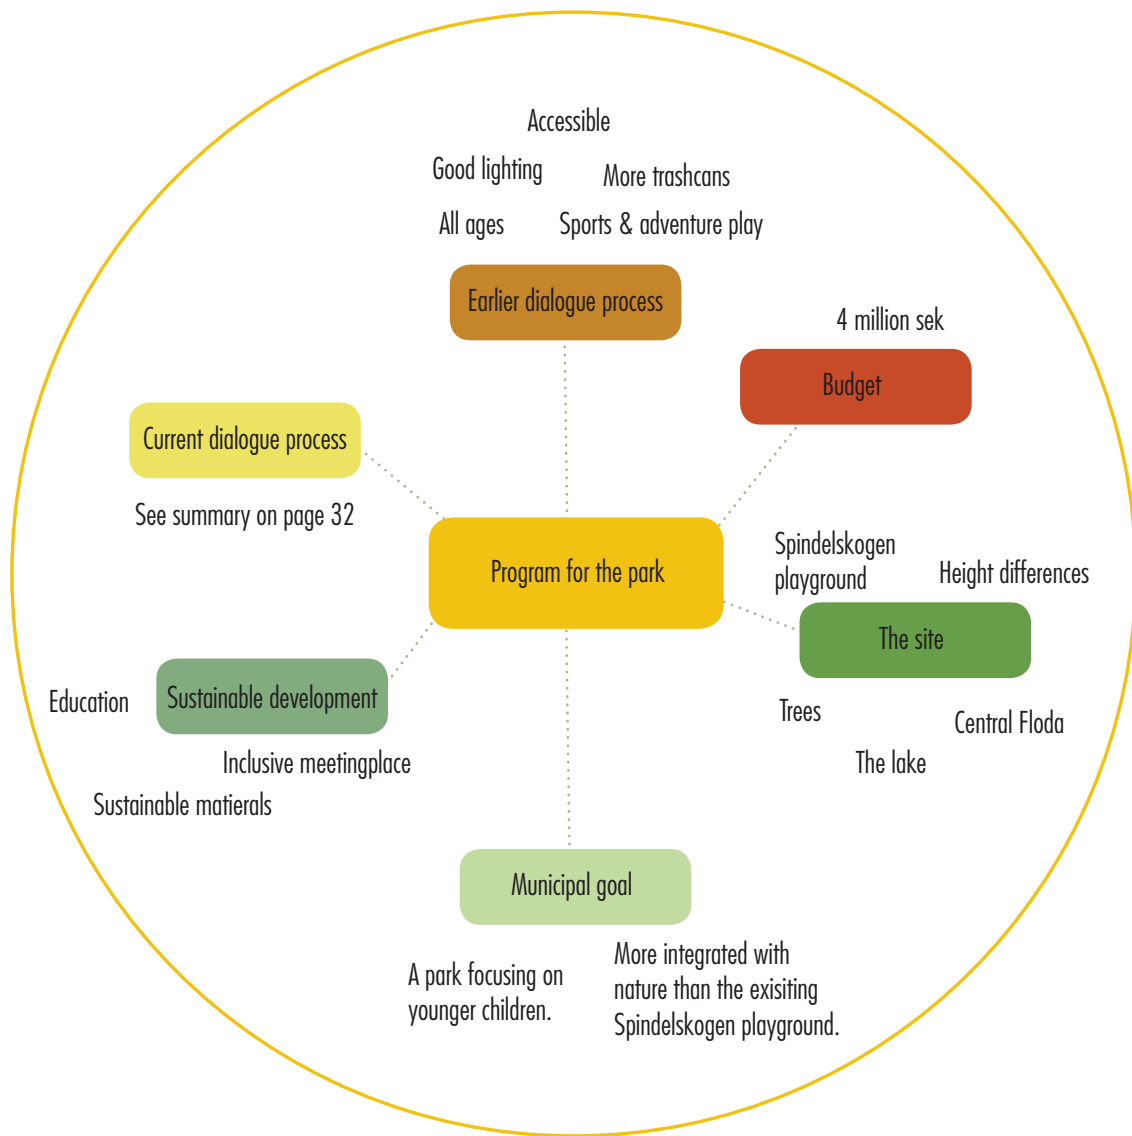 Accessible
Good lighting
More trashcans
All ages
Sports & adventure play
Earlier dialogue process
4 million sek
Budget
Current dialogue process
See summary on page 32
Program for the park
Spindelskogen
playground
Height differences
The site
Trees
Central Floda
The lake
Education
Sustainable development
Inclusive meetingplace
Sustainable matierals
Municipal goal
A park focusing on
younger children.
More integrated with
nature than the exisiting
Spindelskogen playground.